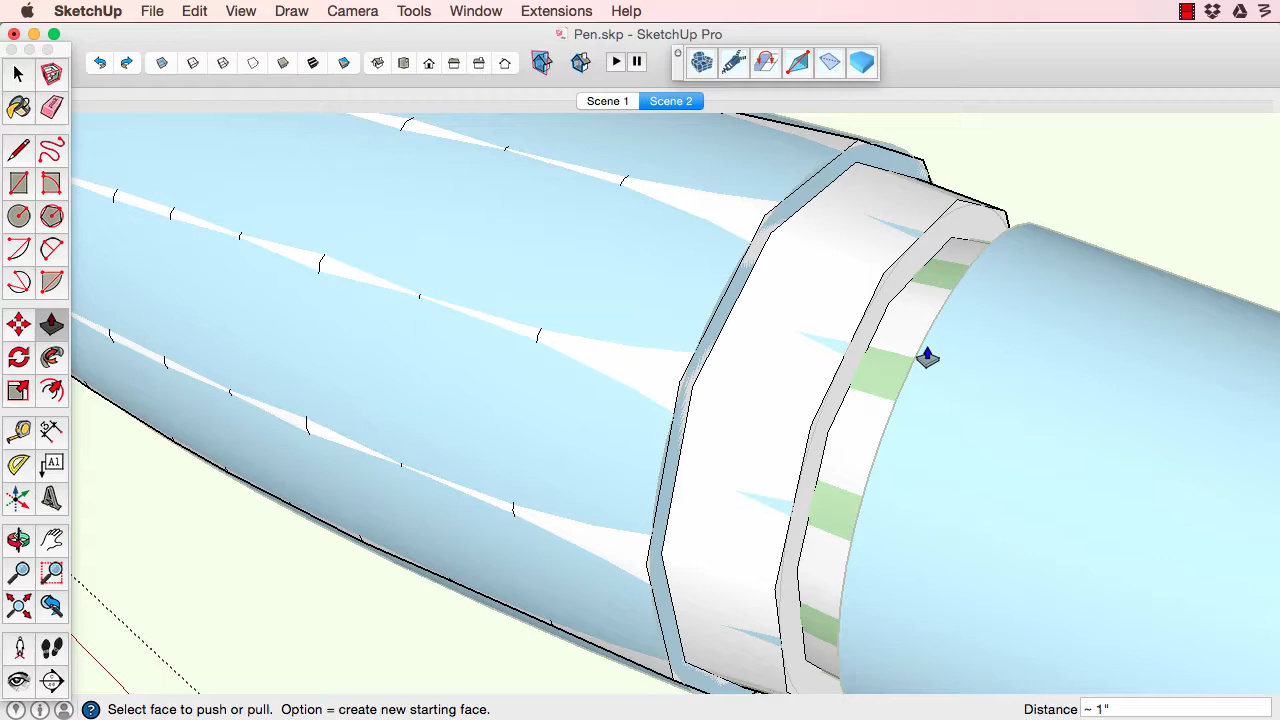 SketchUp File Edit View Draw Camera Tools Window Extensions Help
Pen.skp - SketchUp Pro
Scene 1 Scene 2
A1
Select face to push or pull. Option = create new starting face. Distance ~ 1"